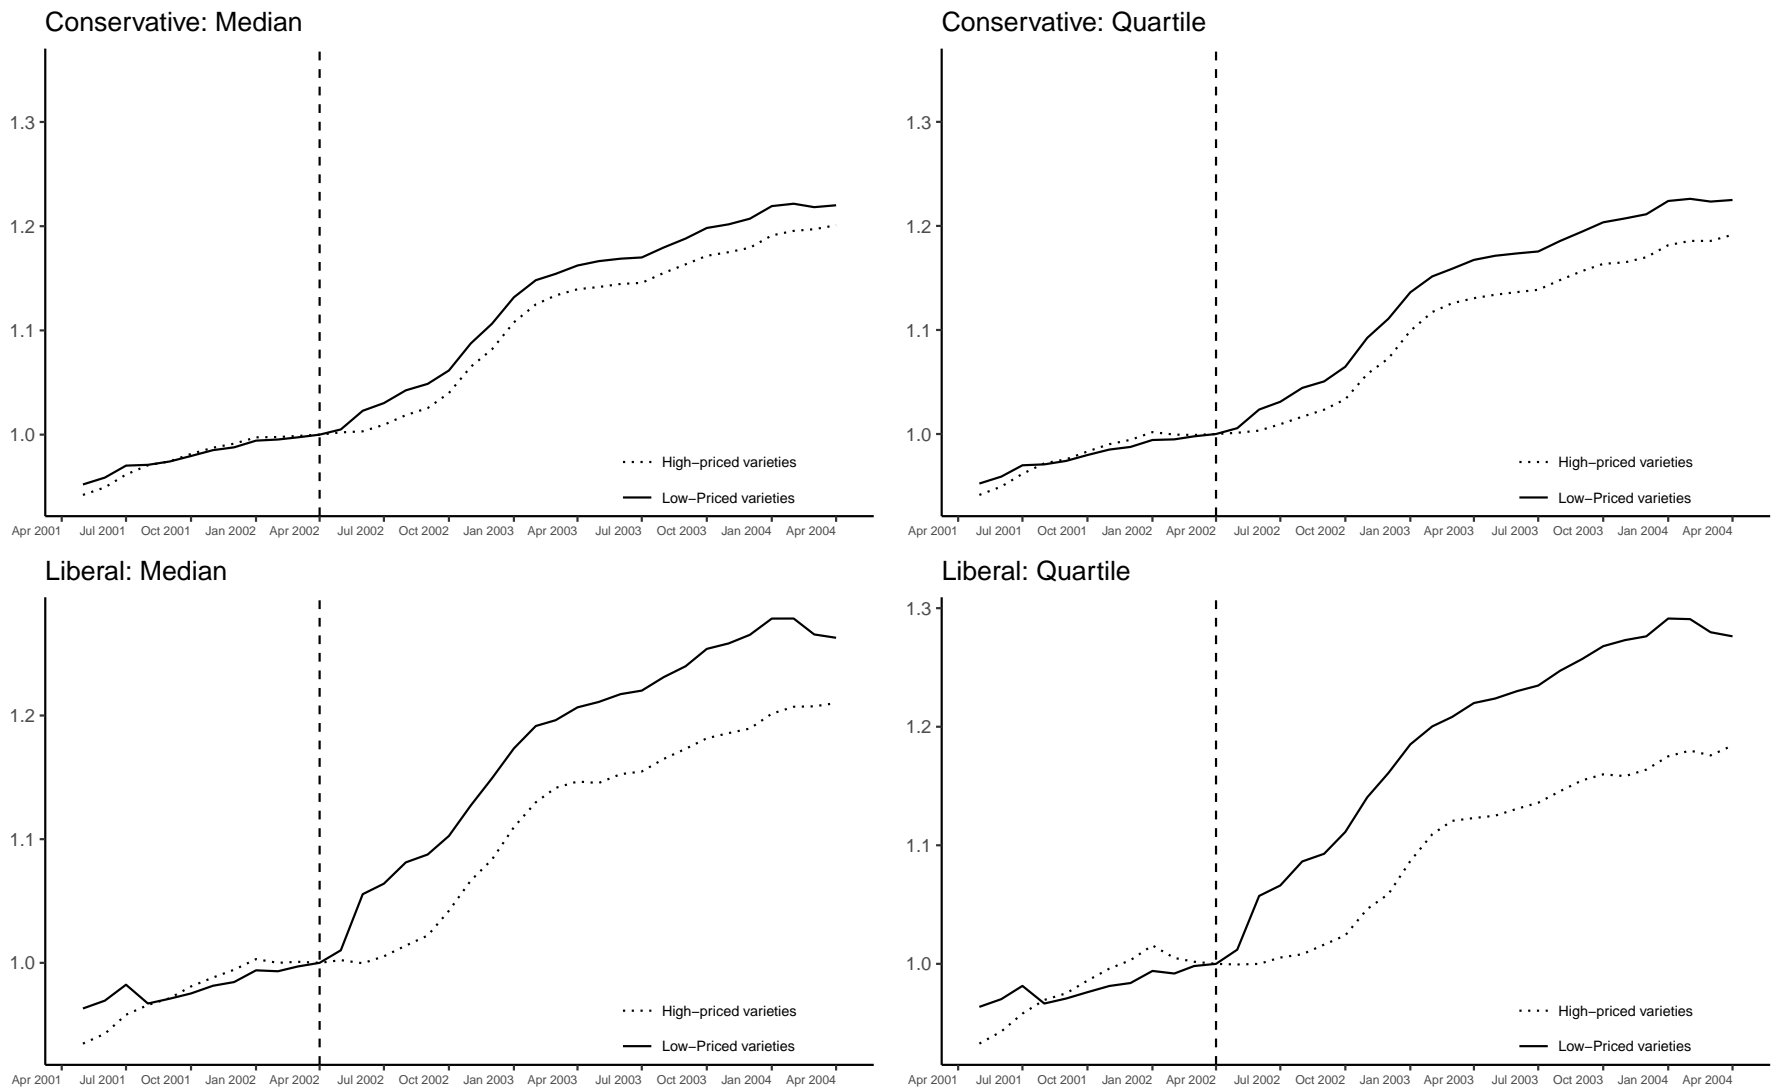 Conservative: Median
1.3
1.2
1.1
1.0
High−priced varieties
Low−Priced varieties
Apr 2001 Jul 2001 Oct 2001 Jan 2002 Apr 2002 Jul 2002 Oct 2002 Jan 2003 Apr 2003 Jul 2003 Oct 2003 Jan 2004 Apr 2004
Conservative: Quartile
1.3
1.2
1.1
1.0
High−priced varieties
Low−Priced varieties
Apr 2001 Jul 2001 Oct 2001 Jan 2002 Apr 2002 Jul 2002 Oct 2002 Jan 2003 Apr 2003 Jul 2003 Oct 2003 Jan 2004 Apr 2004
Liberal: Median
1.2
1.1
1.0
High−priced varieties
Low−Priced varieties
Apr 2001 Jul 2001 Oct 2001 Jan 2002 Apr 2002 Jul 2002 Oct 2002 Jan 2003 Apr 2003 Jul 2003 Oct 2003 Jan 2004 Apr 2004
Liberal: Quartile
1.3
1.2
1.1
1.0
High−priced varieties
Low−Priced varieties
Apr 2001 Jul 2001 Oct 2001 Jan 2002 Apr 2002 Jul 2002 Oct 2002 Jan 2003 Apr 2003 Jul 2003 Oct 2003 Jan 2004 Apr 2004